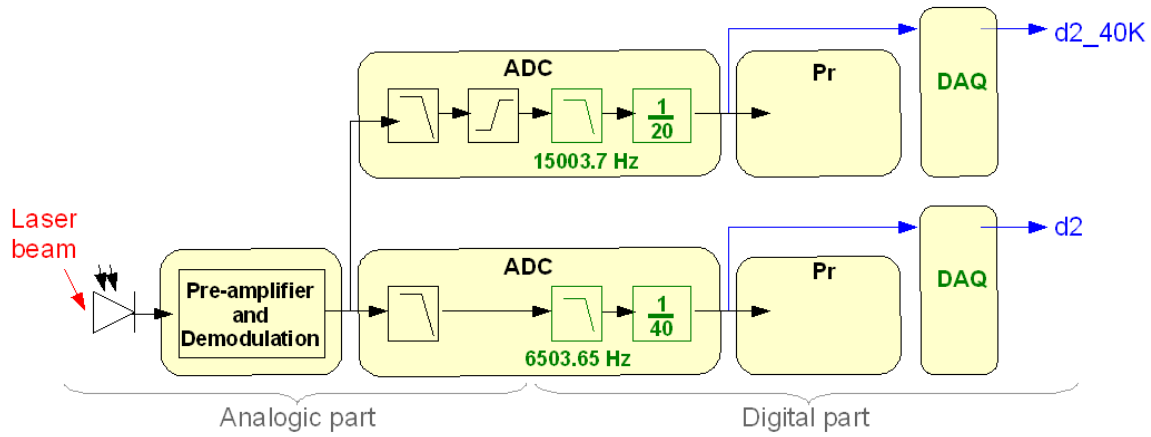 ADC
Pr
DAQ
d2_40K
1
20
15003.7 Hz
Laser
beam
Pre-amplifier
and
Demodulation
ADC
Pr
DAQ
d2
1
40
6503.65 Hz
Analogic part
Digital part